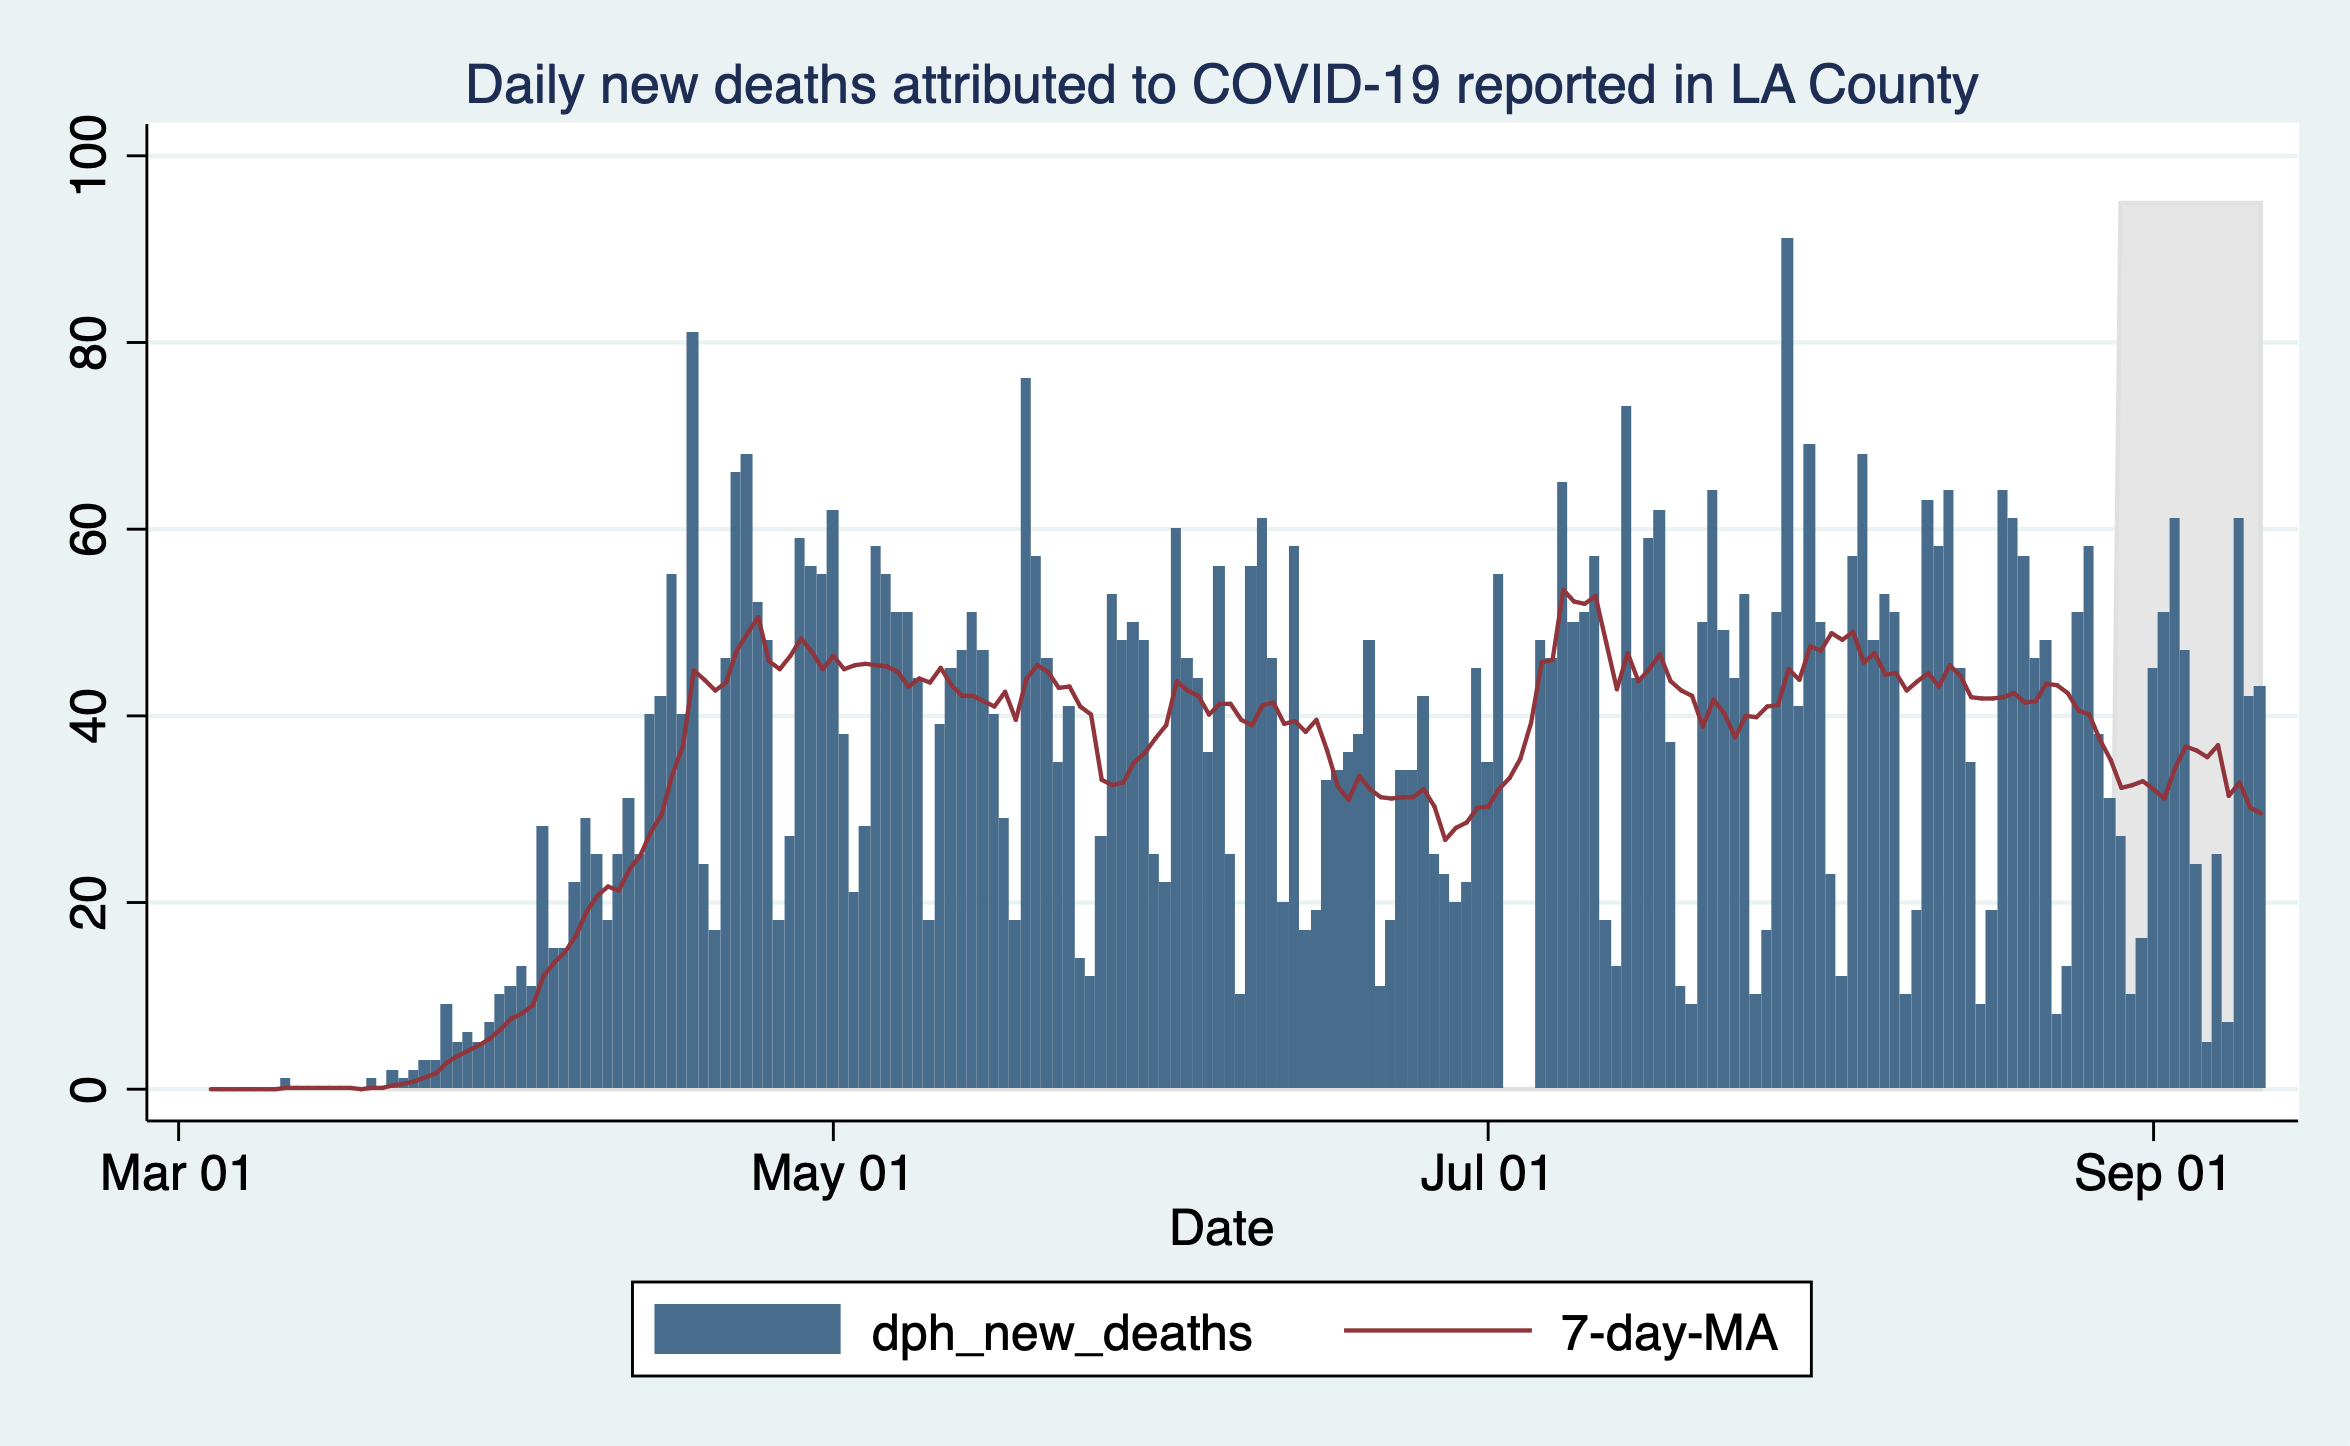 Daily new deaths attributed to COVID-19 reported in LA County
100
80
60
40
20
0
Mar 01 May 01 Jul 01 Sep 01
Date
dph_new_deaths 7-day-MA